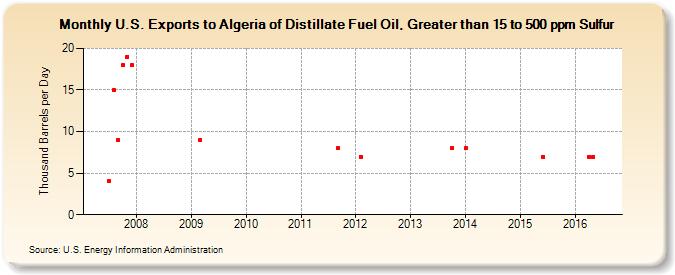 Monthly U.S. Exports to Algeria of Distillate Fuel Oil, Greater than 15 to 500 ppm Sulfur
Thousand Barrels per Day
20
15
10
5
0
2008 2009 2010 2011 2012 2013 2014 2015 2016
Source: U.S. Energy Information Administration